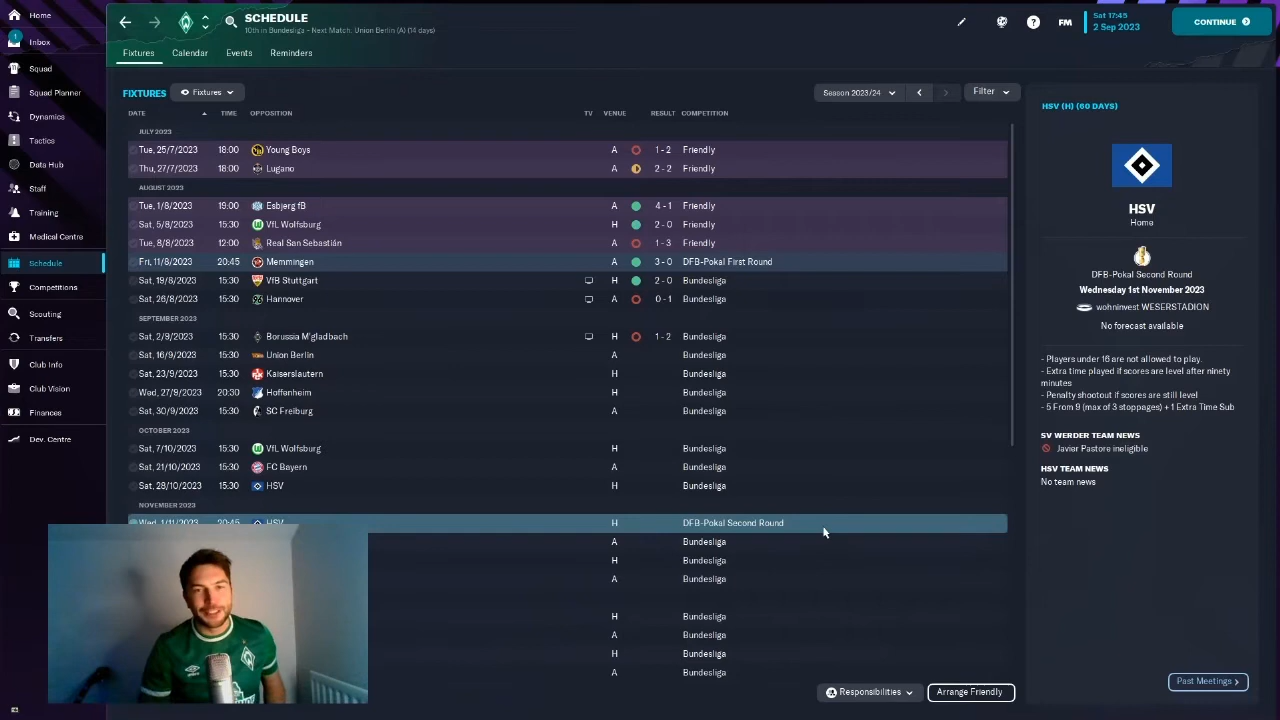 Home
1
Inbox
Squad
Squad Planner
Dynamics
Tactics
Data Hub
Staff
Training
Medical Centre
Schedule
Competitions
Scouting
Transfers
Club Info
Club Vision
Finances
Dev. Centre
SCHEDULE
10th in Bundesliga - Next Match: Union Berlin (A) (14 days)
FM
Sat 17:45
2 Sep 2023
CONTINUE
Fixtures Calendar Events Reminders
FIXTURES Fixtures Season 2023/24 Filter
DATE TIME OPPOSITION TV VENUE RESULT COMPETITION
JULY 2023
Tue, 25/7/2023 18:00 Young Boys A 1 - 2 Friendly
Thu, 27/7/2023 18:00 Lugano A 2 - 2 Friendly
AUGUST 2023
Tue, 1/8/2023 19:00 Esbjerg fB A 4 - 1 Friendly
Sat, 5/8/2023 15:30 VfL Wolfsburg H 2 - 0 Friendly
Tue, 8/8/2023 12:00 Real San Sebastián A 1 - 3 Friendly
Fri, 11/8/2023 20:45 Memmingen A 3 - 0 DFB-Pokal First Round
Sat, 19/8/2023 15:30 VfB Stuttgart H 2 - 0 Bundesliga
Sat, 26/8/2023 15:30 Hannover A 0 - 1 Bundesliga
SEPTEMBER 2023
Sat, 2/9/2023 15:30 Borussia M'gladbach H 1 - 2 Bundesliga
Sat, 16/9/2023 15:30 Union Berlin A Bundesliga
Sat, 23/9/2023 15:30 Kaiserslautern H Bundesliga
Wed, 27/9/2023 20:30 Hoffenheim H Bundesliga
Sat, 30/9/2023 15:30 SC Freiburg A Bundesliga
OCTOBER 2023
Sat, 7/10/2023 15:30 VfL Wolfsburg H Bundesliga
Sat, 21/10/2023 15:30 FC Bayern A Bundesliga
Sat, 28/10/2023 15:30 HSV H Bundesliga
NOVEMBER 2023
Wed, 1/11/2023 20:45 HSV H DFB-Pokal Second Round
A Bundesliga
H Bundesliga
A Bundesliga
H Bundesliga
A Bundesliga
H Bundesliga
A Bundesliga
Responsibilities Arrange Friendly
HSV (H) (60 DAYS)
HSV
Home
DFB-Pokal Second Round
Wednesday 1st November 2023
wohninvest WESERSTADION
No forecast available
- Players under 16 are not allowed to play.
- Extra time played if scores are level after ninety
minutes
- Penalty shootout if scores are still level
- 5 From 9 (max of 3 stoppages) + 1 Extra Time Sub
SV WERDER TEAM NEWS
Javier Pastore ineligible
HSV TEAM NEWS
No team news
Past Meetings